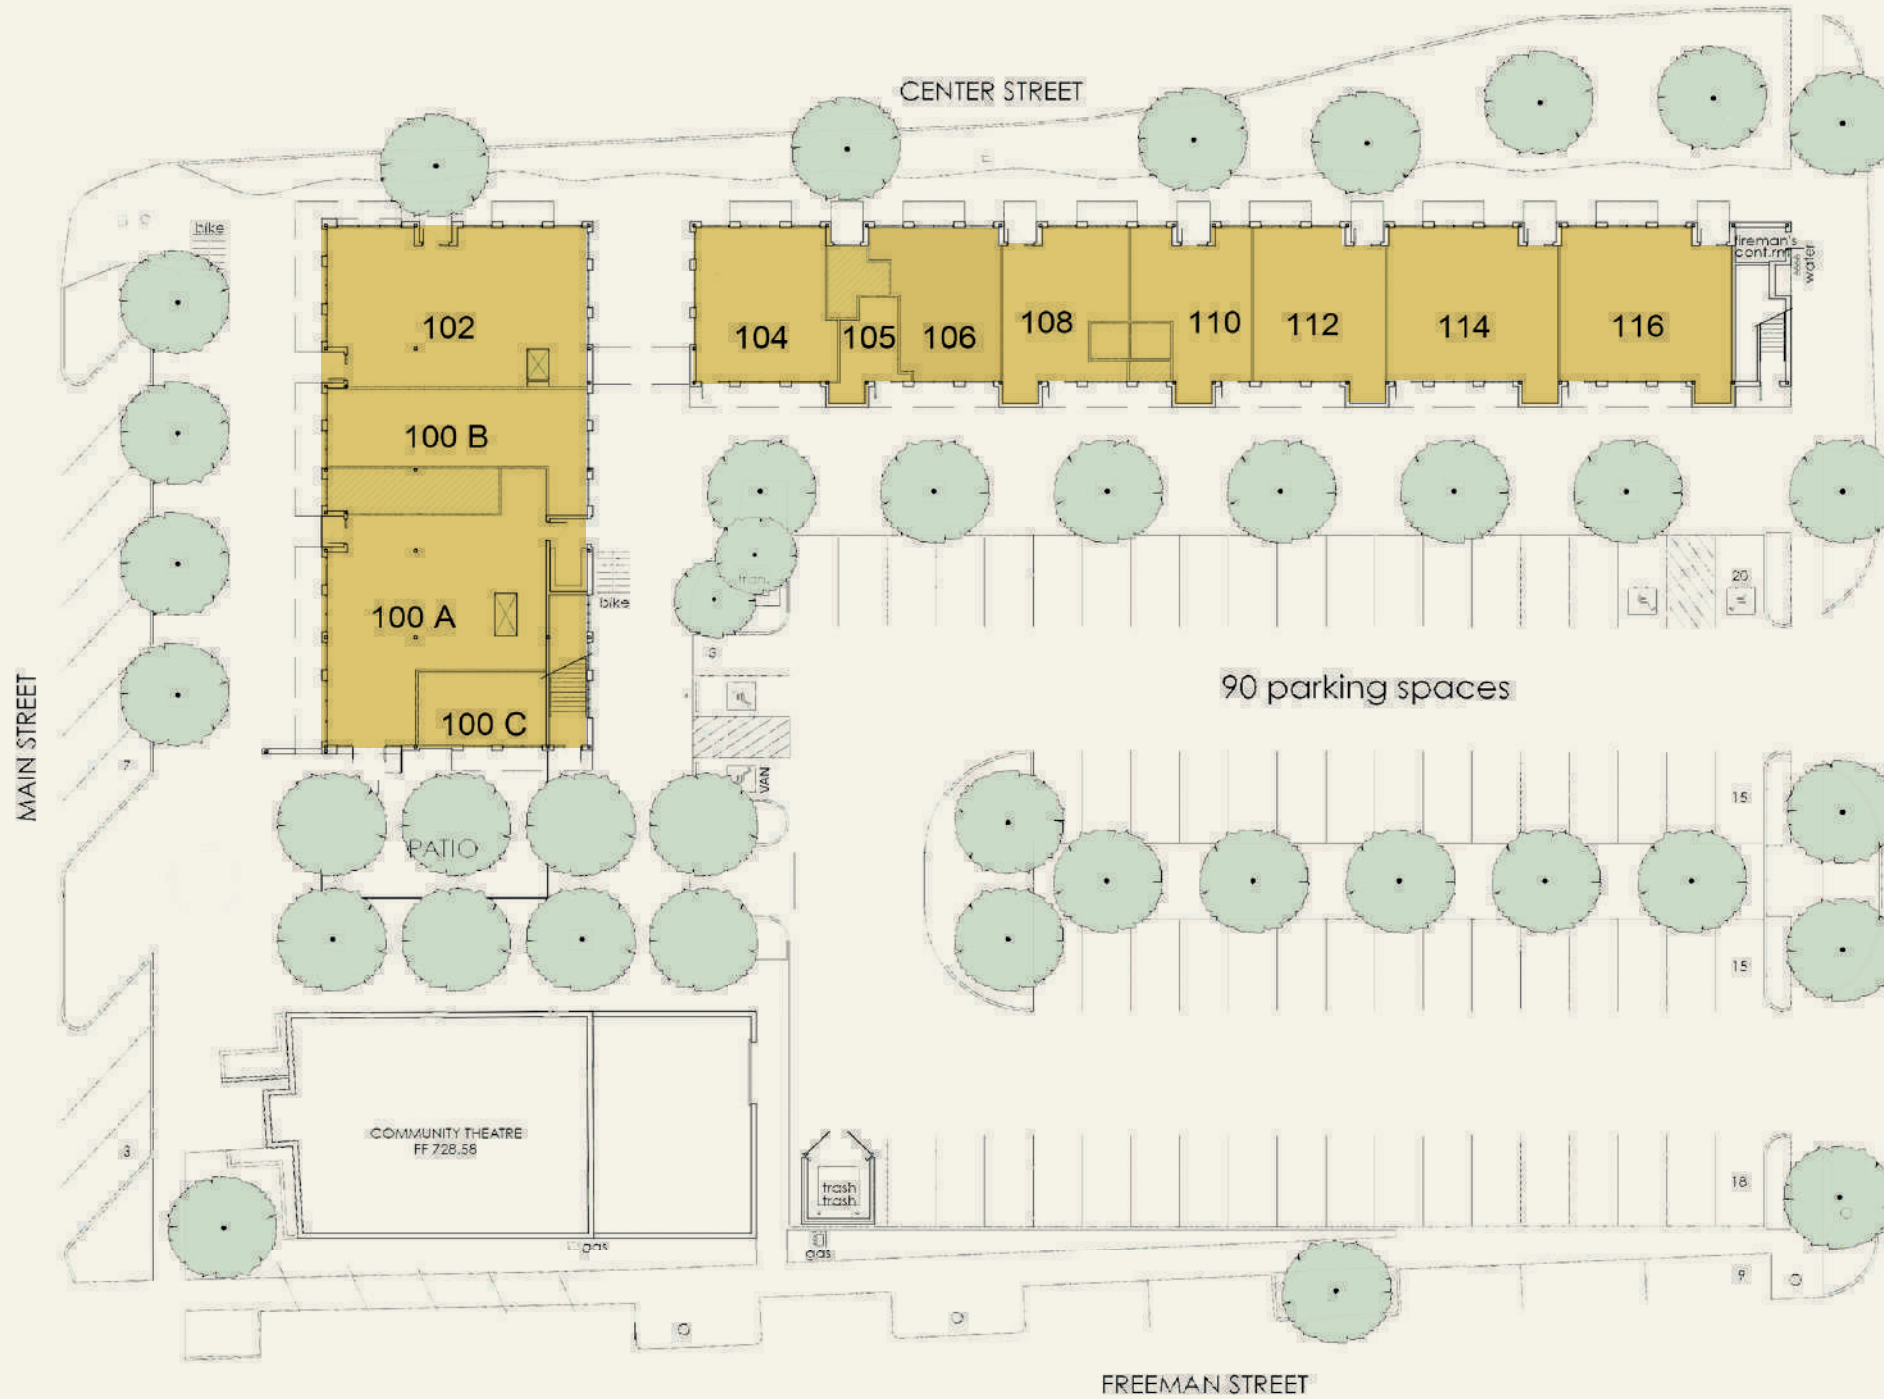 CENTER STREET
bike
fireman's
cont.rm
water
102
104
105
106
108
110
112
114
116
100 B
100 A
bike
20
100 C
90 parking spaces
MAIN STREET
7
VAN
15
PATIO
15
COMMUNITY THEATRE
FF 728.58
3
trash
trash
18
gas
gas
9
FREEMAN STREET